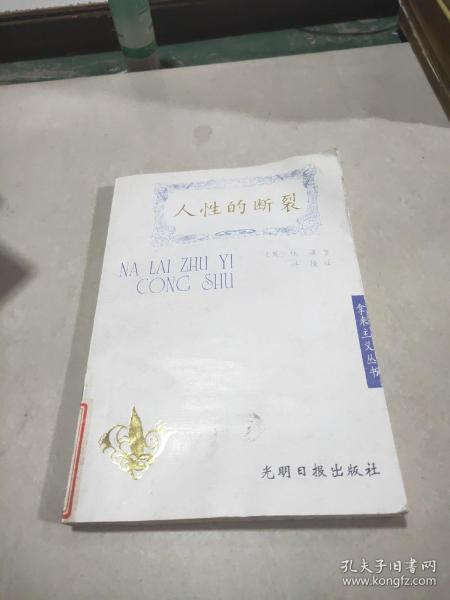 人性的断裂
NA LAI ZHU YI
CONG SHU
拿来主义丛书
光明日报出版社
孔夫子旧书网
www.kongfz.com